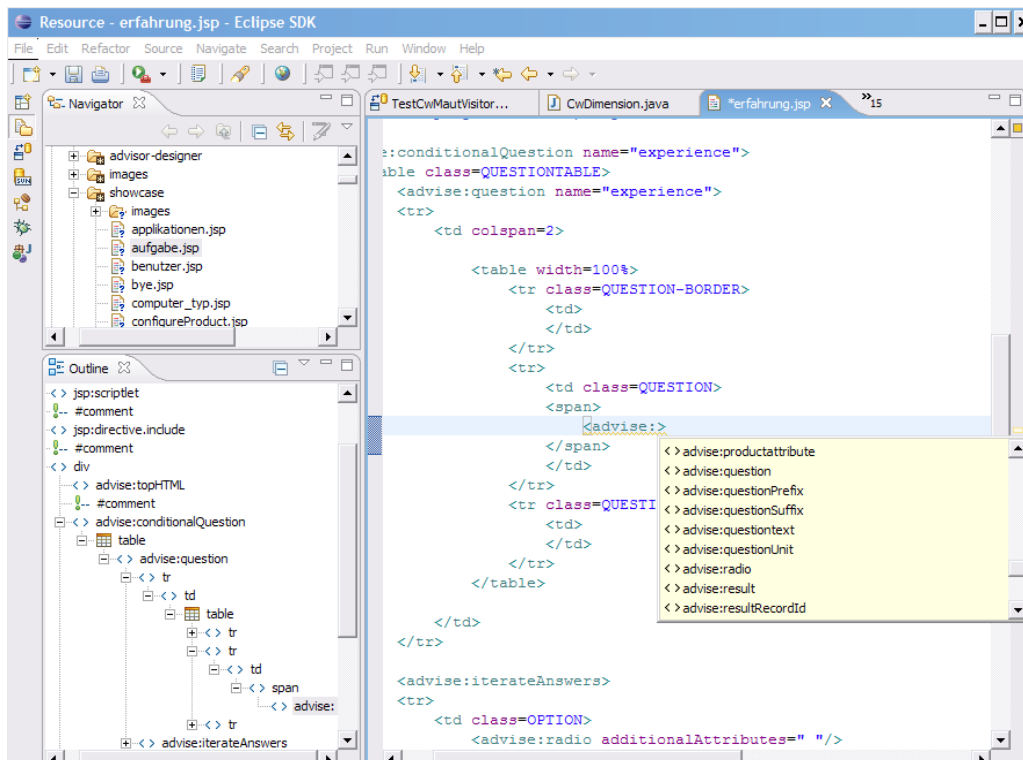 Resource - erfahrung.jsp - Eclipse SDK
File Edit Refactor Source Navigate Search Project Run Window Help
Navigator
advisor-designer
images
showcase
images
applikationen.jsp
aufgabe.jsp
benutzer.jsp
bye.jsp
computer_typ.jsp
configureProduct.jsp
Outline
jsp:scriptlet
#comment
jsp:directive.include
#comment
div
advise:topHTML
#comment
advise:conditionalQuestion
table
advise:question
tr
td
table
tr
tr
td
span
advise:
tr
advise:iterateAnswers
TestCwMautVisitor... CwDimension.java *erfahrung.jsp 15
e:conditionalQuestion name="experience">
able class=QUESTIONTABLE>
<advise:question name="experience">
<tr>
<td colspan=2>
<table width=100%>
<tr class=QUESTION-BORDER>
<td>
</td>
</tr>
<tr>
<td class=QUESTION>
<span>
<advise:>
</span>
</td>
</tr>
<tr class=QUESTI
<td>
</td>
</tr>
</table>
</td>
</tr>
<advise:iterateAnswers>
<tr>
<td class=OPTION>
<advise:radio additionalAttributes=" "/>
advise:productattribute
advise:question
advise:questionPrefix
advise:questionSuffix
advise:questiontext
advise:questionUnit
advise:radio
advise:result
advise:resultRecordId